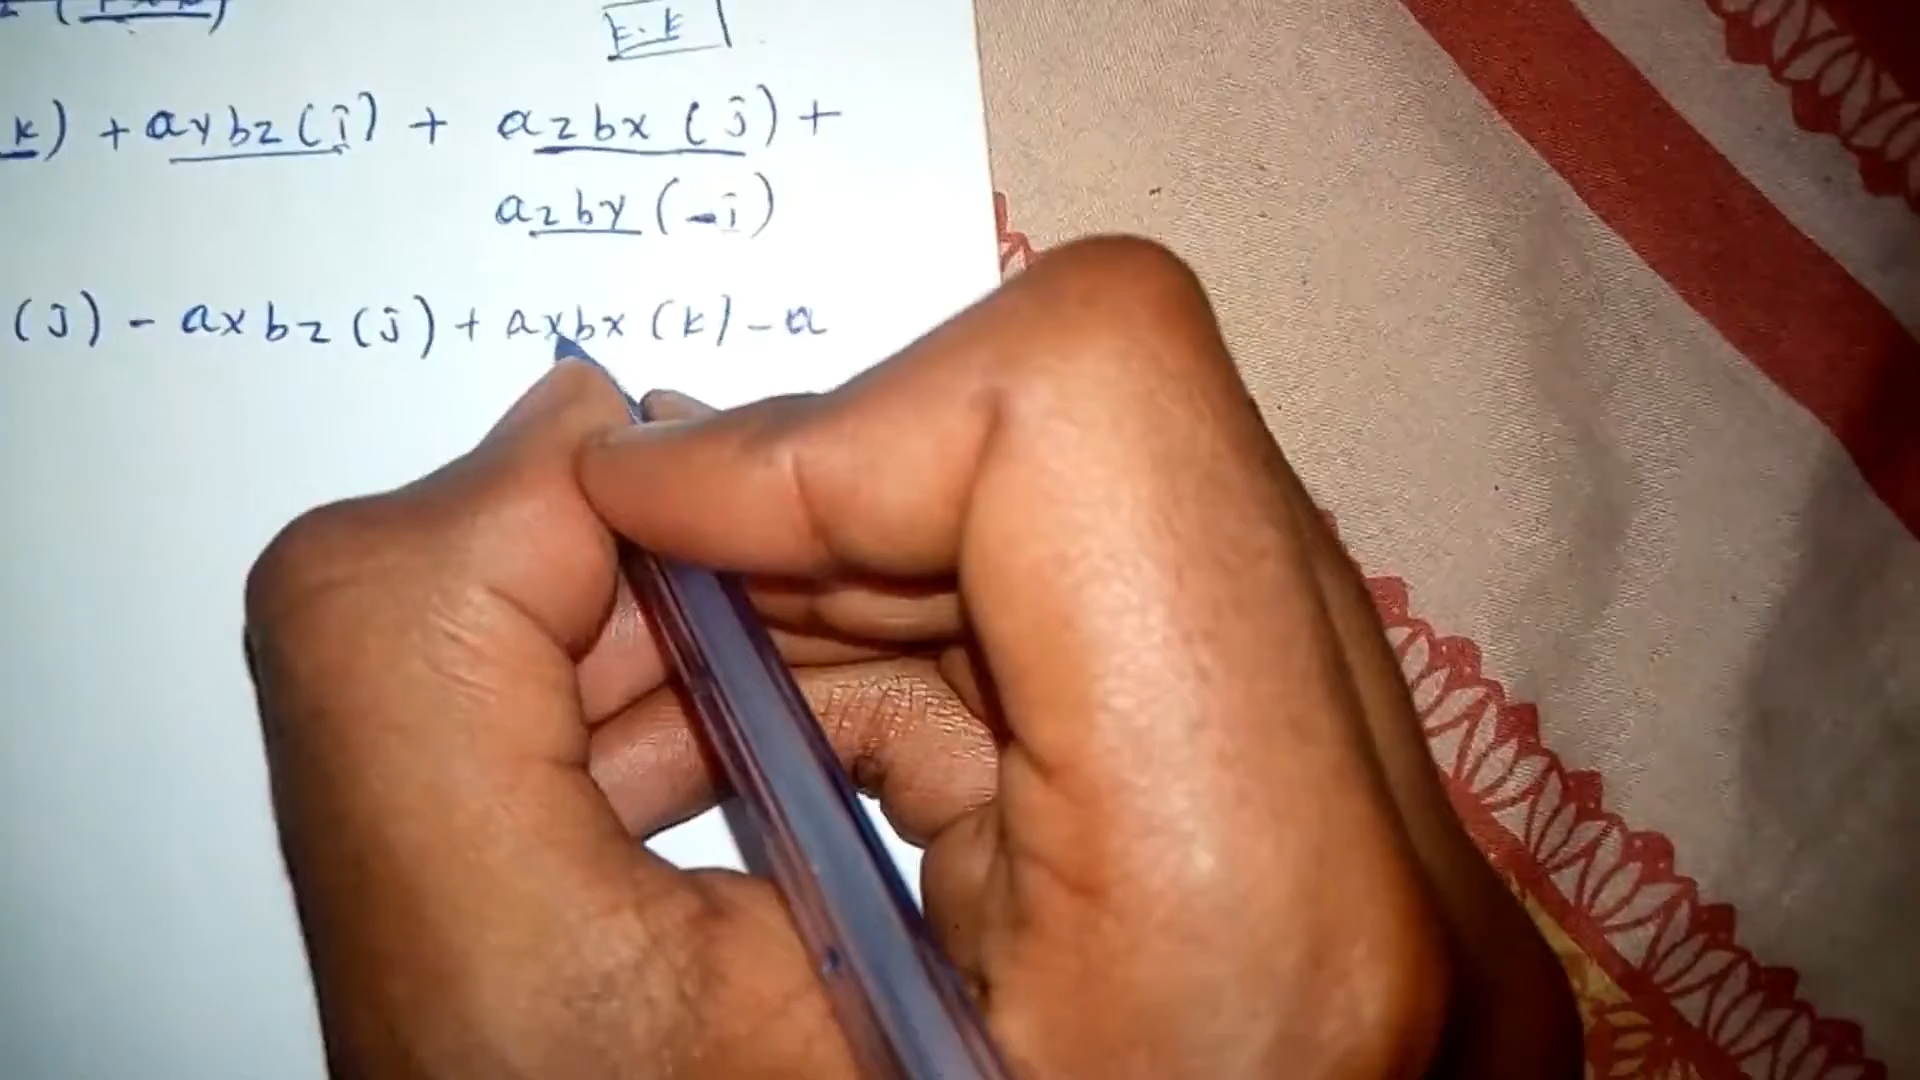 k.k
k) + aybz (i) + azbx (j) +
azby (-i)
(j) - axbz (j) + axbx (k) - a